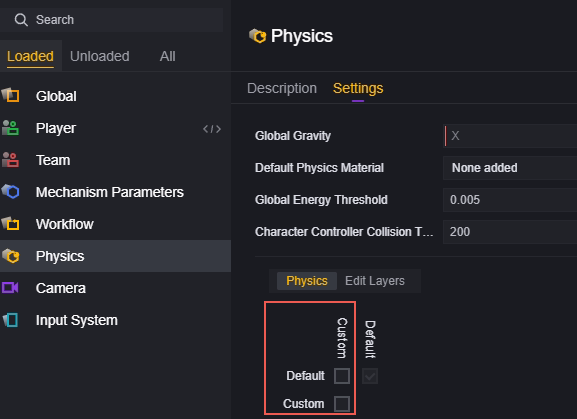 Search
Loaded Unloaded All
Global
Player </>
Team
Mechanism Parameters
Workflow
Physics
Camera
Input System
Physics
Description Settings
Global Gravity X
Default Physics Material None added
Global Energy Threshold 0.005
Character Controller Collision T... 200
Physics Edit Layers
Custom Default
Default
Custom